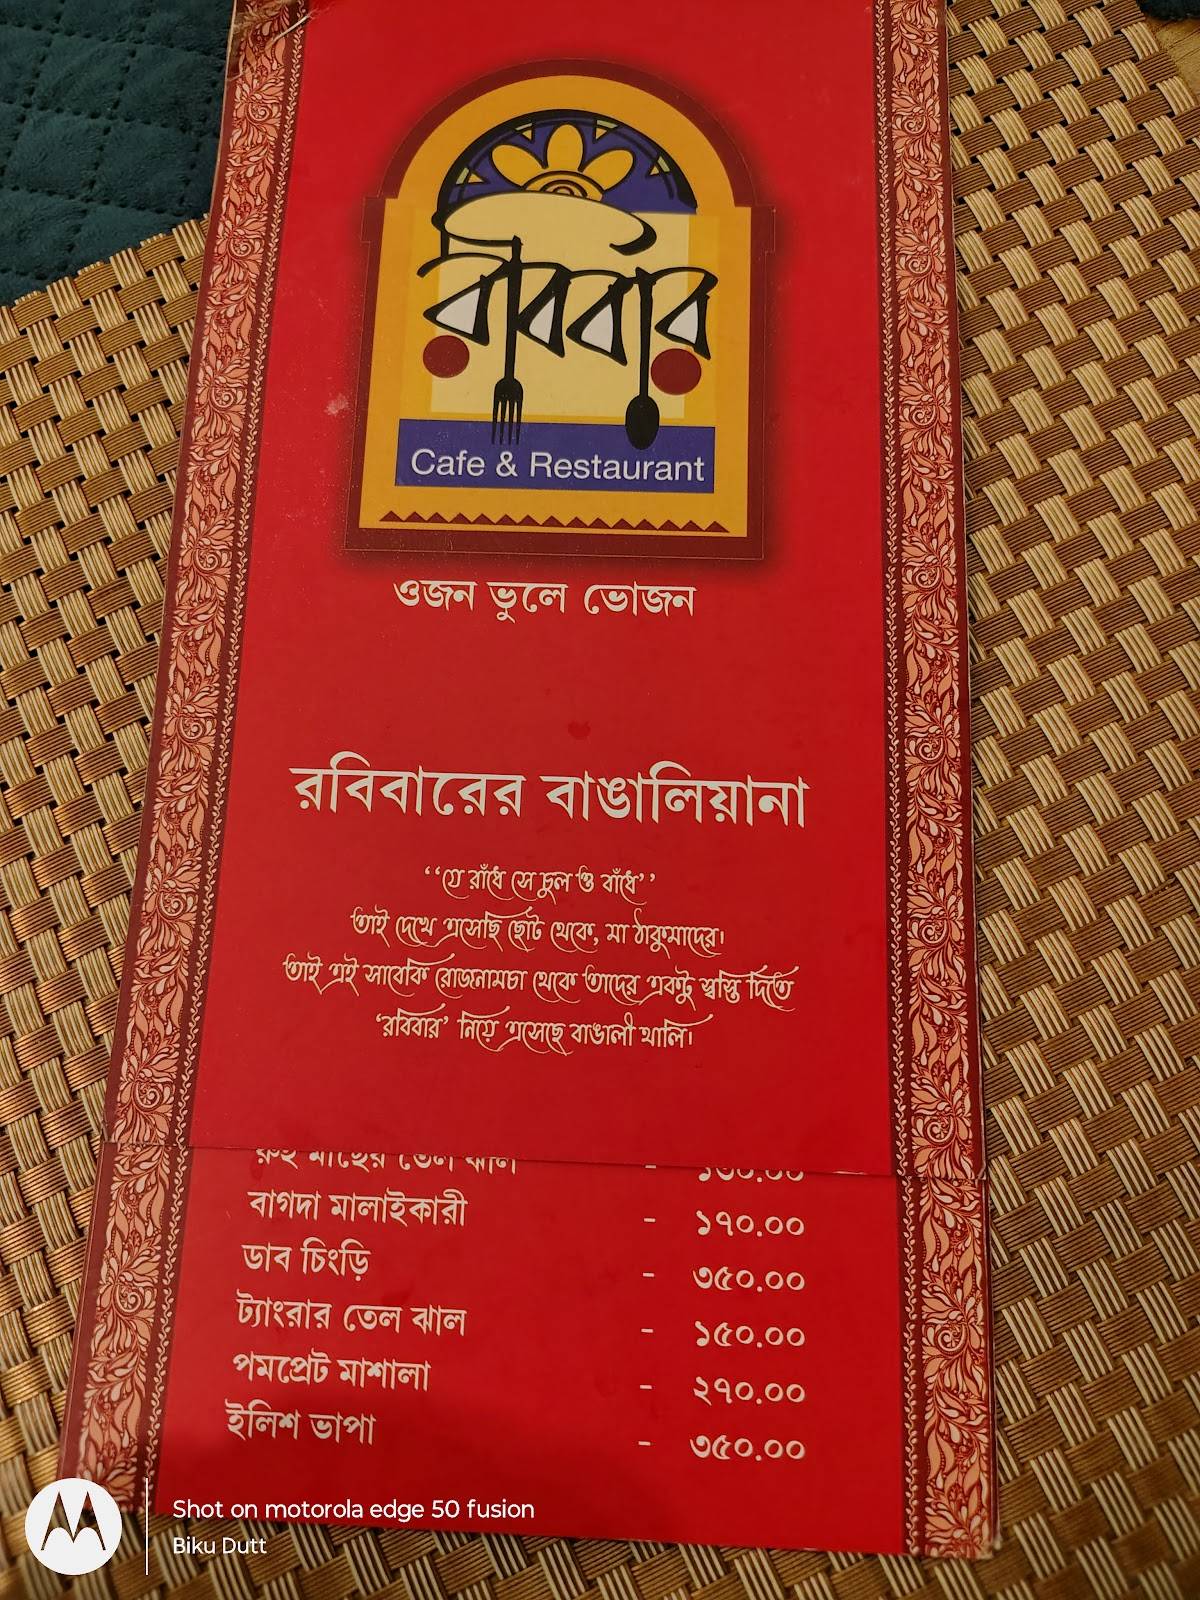 রবিবার
Cafe & Restaurant
ওজন ভুলে ভোজন
রবিবারের বাঙালিয়ানা
‘‘যে রাঁধে সে চুল ও বাঁধে’’
তাই দেখে এসেছি ছোট থেকে, মা ঠাকুমাদের।
তাই এই সাবেকি রোজনামচা থেকে তাদের একটু স্বস্তি দিতে
‘রবিবার’ নিয়ে এসেছে বাঙালী থালি।
রুই মাছের তেল ঝাল -
বাগদা মালাইকারী - ১৭০.০০
ডাব চিংড়ি - ৩৫০.০০
ট্যাংরার তেল ঝাল - ১৫০.০০
পমপ্রেট মাশালা - ২৭০.০০
ইলিশ ভাপা - ৩৫০.০০
Shot on motorola edge 50 fusion
Biku Dutt